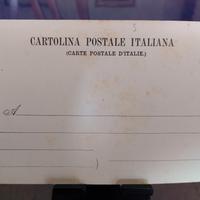 CARTOLINA POSTALE ITALIANA
(CARTE POSTALE D'ITALIE)
A